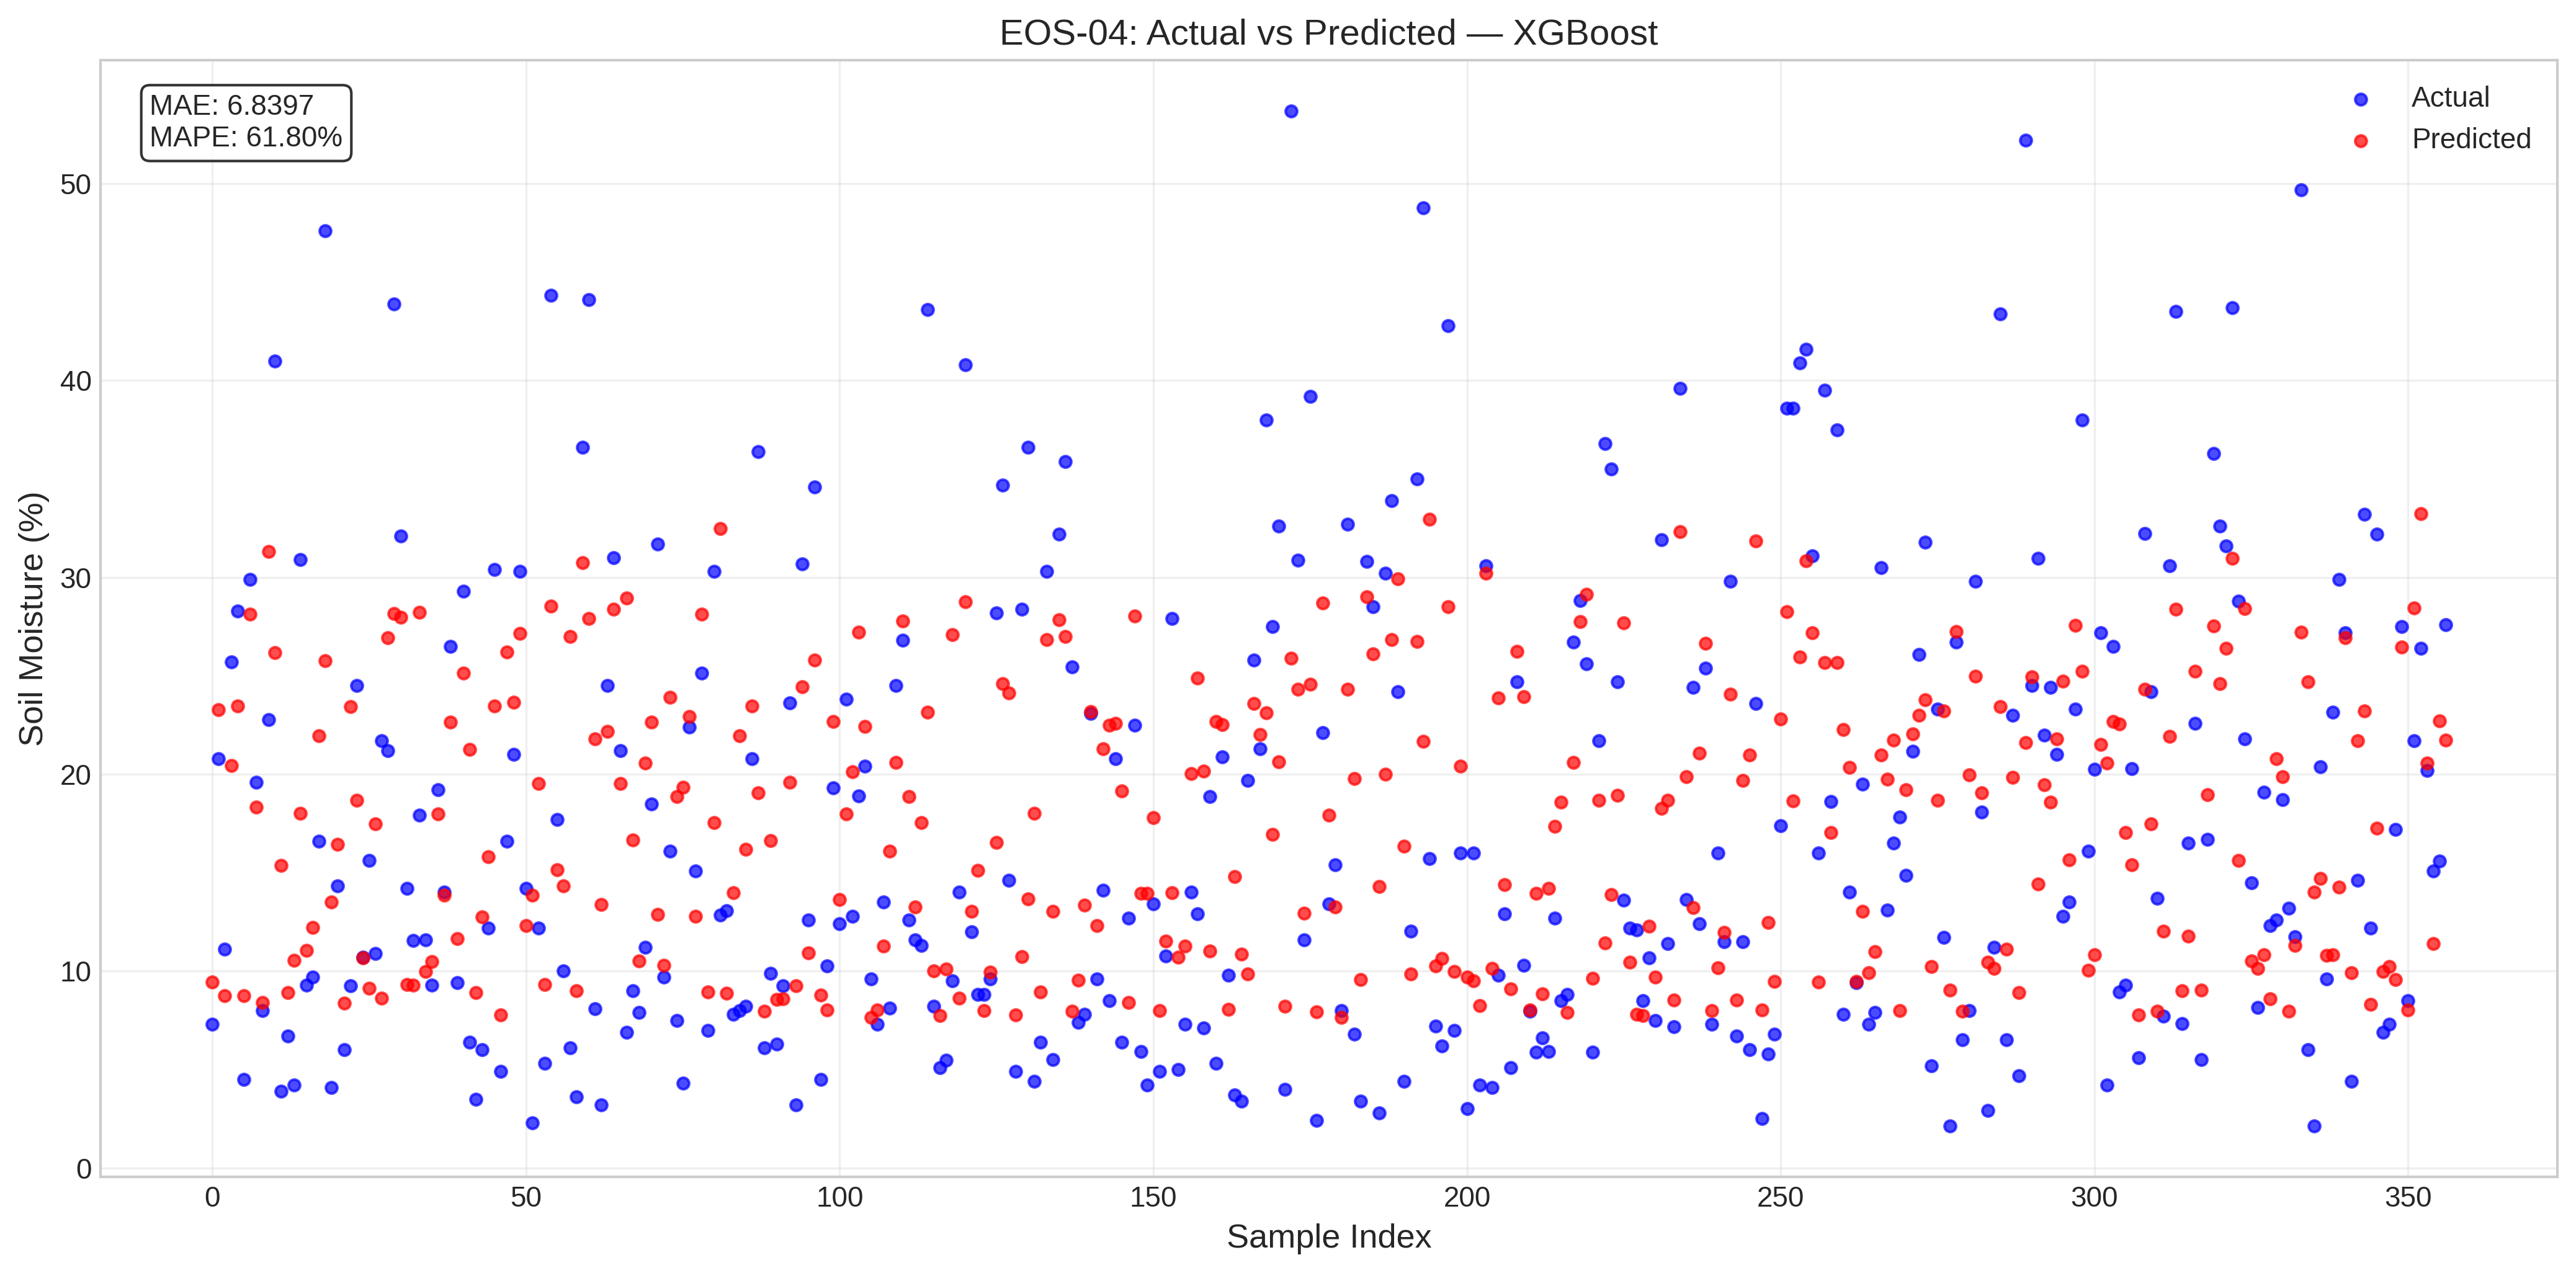 EOS-04: Actual vs Predicted — XGBoost
MAE: 6.8397
MAPE: 61.80%
Actual
Predicted
Soil Moisture (%)
50
40
30
20
10
0
0 50 100 150 200 250 300 350
Sample Index